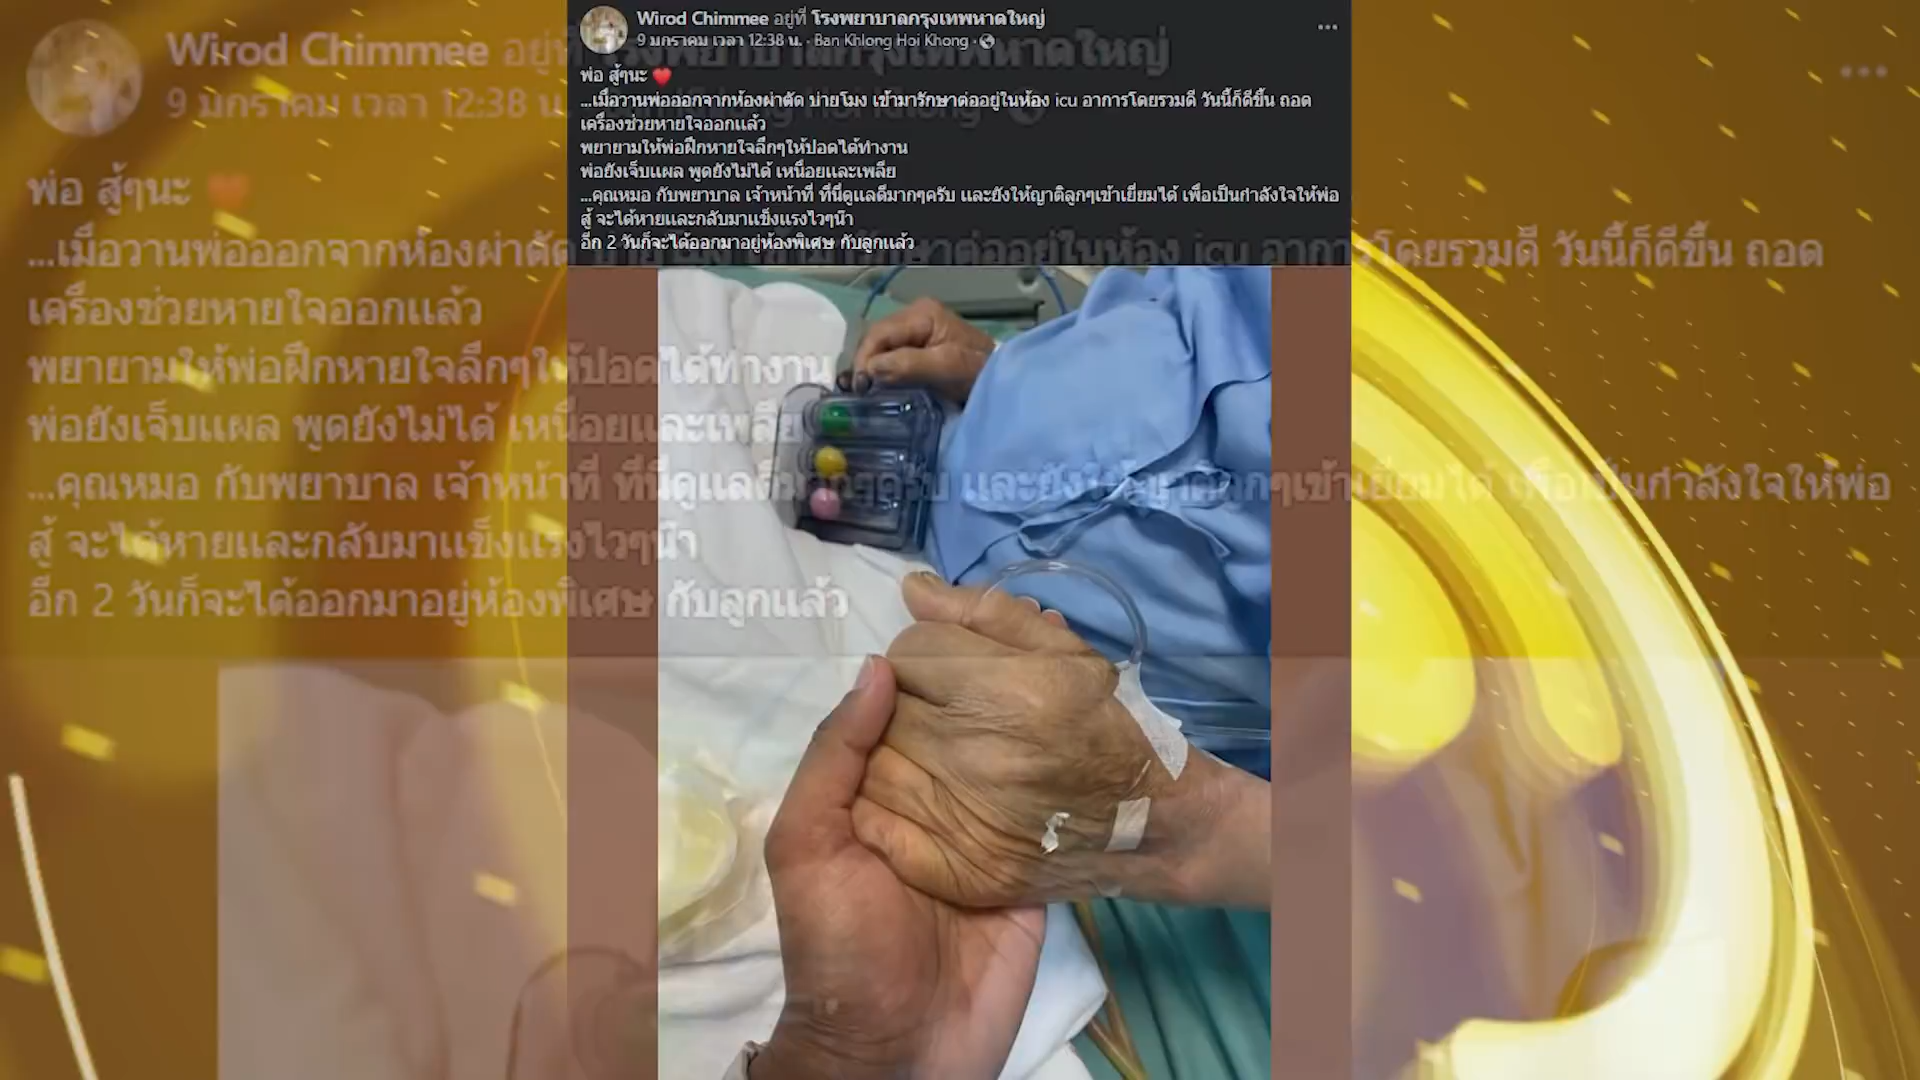 Wirod Chimmee อยู่ที่ โรงพยาบาลกรุงเทพหาดใหญ่
9 มกราคม เวลา 12:38 น. · Ban Khlong Hoi Khong ·
พ่อ สู้ๆนะ ❤️
...เมื่อวานพ่อออกจากห้องผ่าตัด บ่ายโมง เข้ามารักษาต่ออยู่ในห้อง icu อาการโดยรวมดี วันนี้ก็ดีขึ้น ถอด
เครื่องช่วยหายใจออกแล้ว
พยายามให้พ่อฝึกหายใจลึกๆให้ปอดได้ทำงาน
พ่อยังเจ็บแผล พูดยังไม่ได้ เหนื่อยและเพลีย
...คุณหมอ กับพยาบาล เจ้าหน้าที่ ที่นี่ดูแลดีมากๆครับ และยังให้ญาติลูกๆเข้าเยี่ยมได้ เพื่อเป็นกำลังใจให้พ่อ
สู้ จะได้หายและกลับมาแข็งแรงไวๆน๊า
อีก 2 วันก็จะได้ออกมาอยู่ห้องพิเศษ กับลูกแล้ว